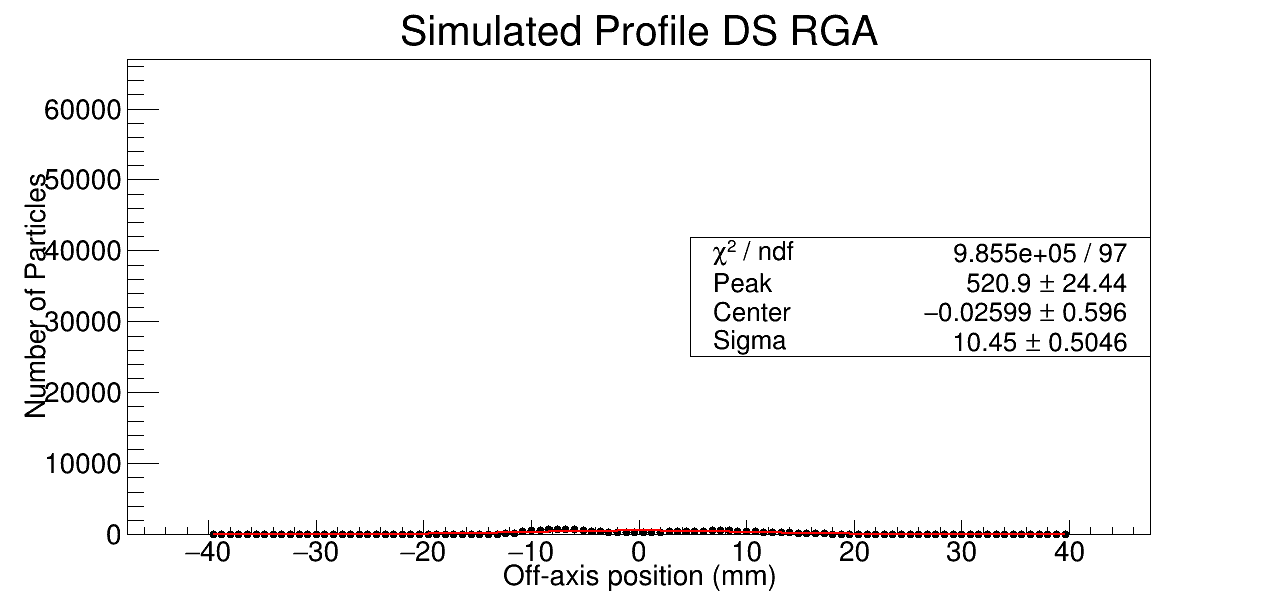 Simulated Profile DS RGA
Number of Particles
60000
50000
40000
30000
20000
10000
0
χ² / ndf 9.855e+05 / 97
Peak 520.9 ± 24.44
Center −0.02599 ± 0.596
Sigma 10.45 ± 0.5046
−40 −30 −20 −10 0 10 20 30 40
Off-axis position (mm)